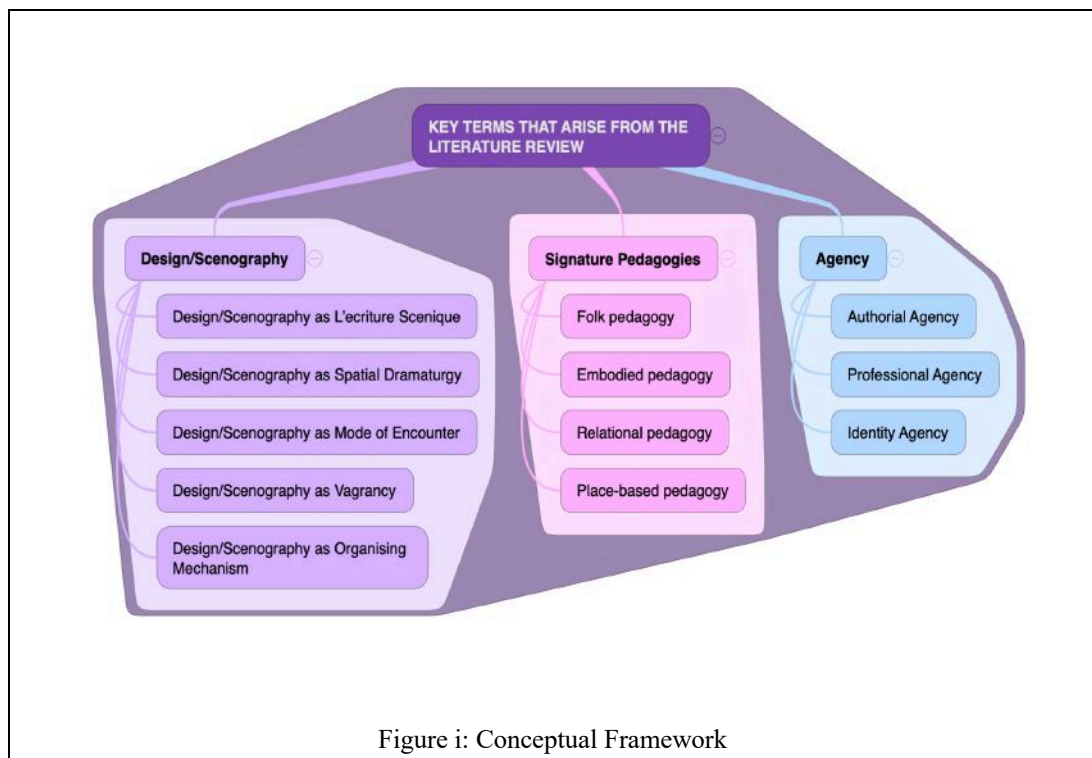 KEY TERMS THAT ARISE FROM THE
LITERATURE REVIEW
Design/Scenography
Design/Scenography as L'ecriture Scenique
Design/Scenography as Spatial Dramaturgy
Design/Scenography as Mode of Encounter
Design/Scenography as Vagrancy
Design/Scenography as Organising
Mechanism
Signature Pedagogies
Folk pedagogy
Embodied pedagogy
Relational pedagogy
Place-based pedagogy
Agency
Authorial Agency
Professional Agency
Identity Agency
Figure i: Conceptual Framework